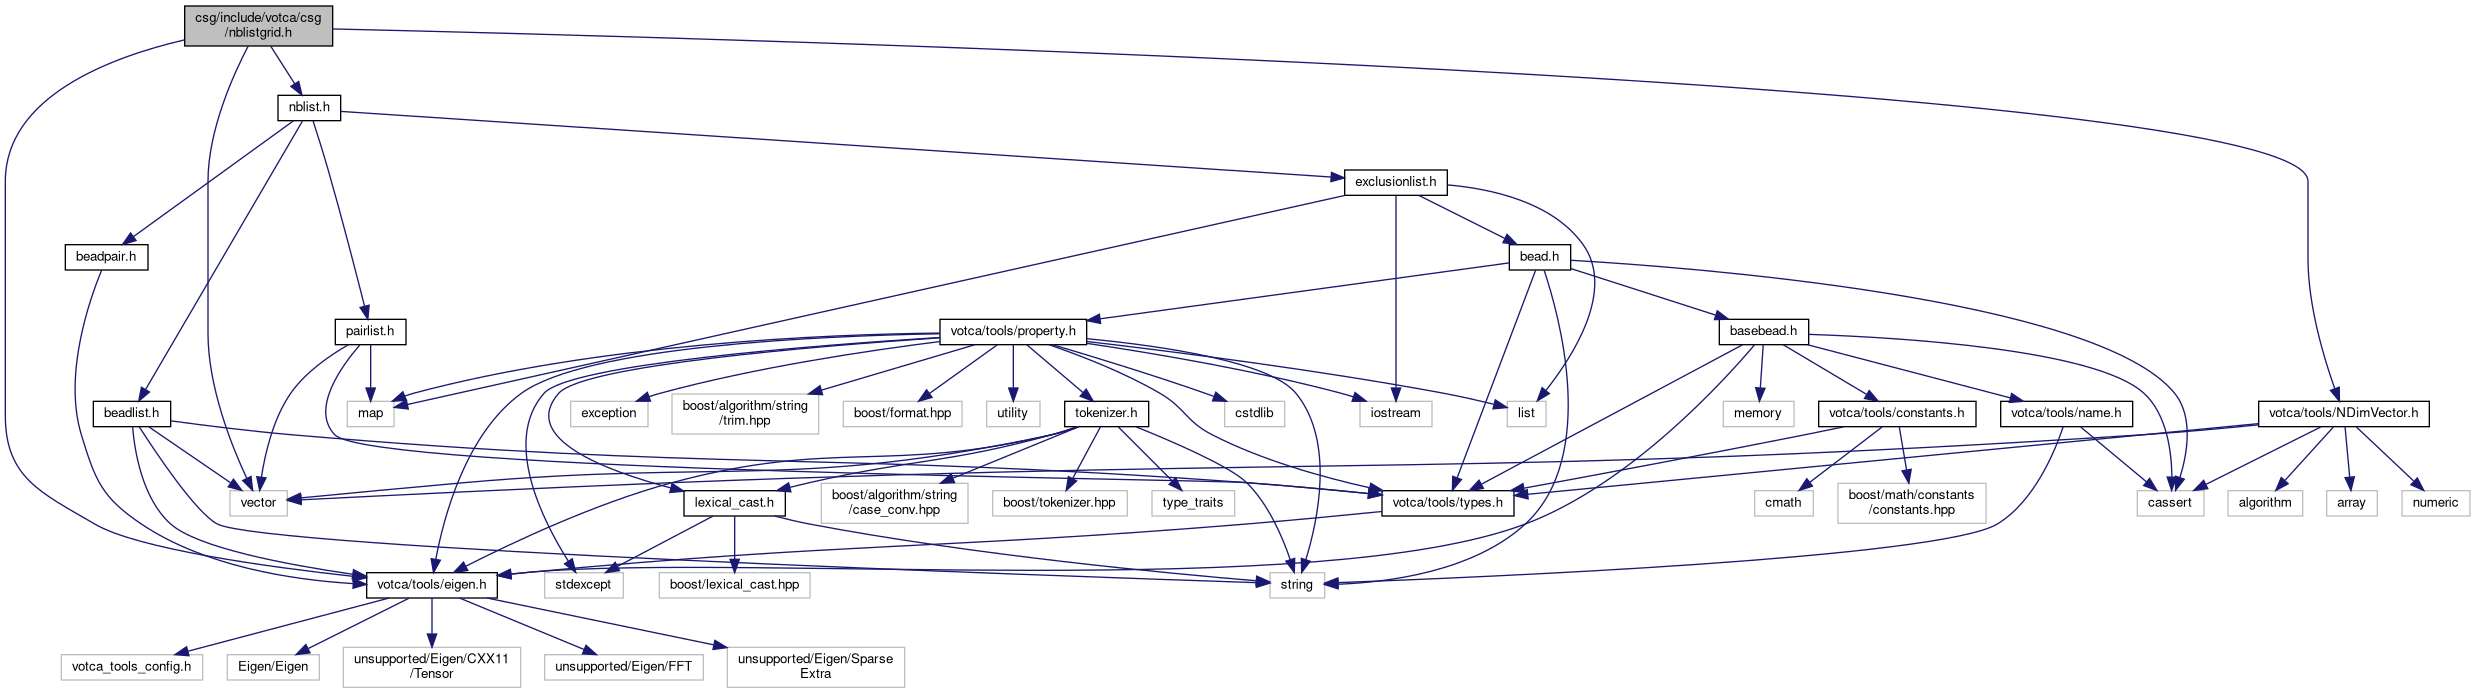 csg/include/votca/csg
/nblistgrid.h
nblist.h
exclusionlist.h
beadpair.h
bead.h
pairlist.h
votca/tools/property.h
basebead.h
beadlist.h
map
exception
boost/algorithm/string
/trim.hpp
boost/format.hpp
utility
tokenizer.h
cstdlib
iostream
list
memory
votca/tools/constants.h
votca/tools/name.h
votca/tools/NDimVector.h
vector
lexical_cast.h
boost/algorithm/string
/case_conv.hpp
boost/tokenizer.hpp
type_traits
votca/tools/types.h
cmath
boost/math/constants
/constants.hpp
cassert
algorithm
array
numeric
votca/tools/eigen.h
stdexcept
boost/lexical_cast.hpp
string
votca_tools_config.h
Eigen/Eigen
unsupported/Eigen/CXX11
/Tensor
unsupported/Eigen/FFT
unsupported/Eigen/Sparse
Extra